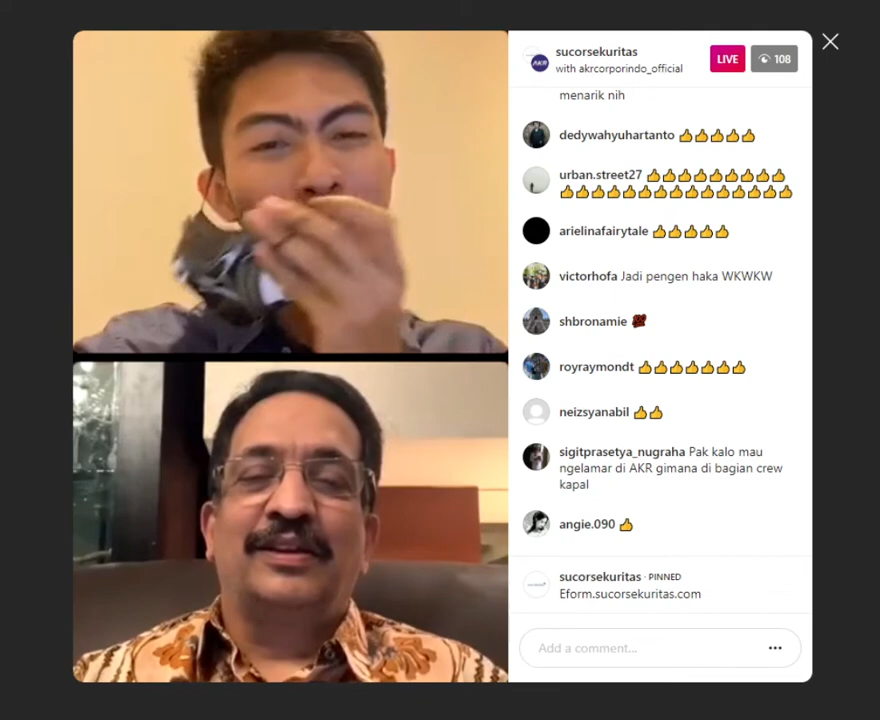 sucorsekuritas
with akrcorporindo_official
LIVE
108
AKR
menarik nih
dedywahyuhartanto 👍👍👍👍👍
urban.street27 👍👍👍👍👍👍👍👍👍
👍👍👍👍👍👍👍👍👍👍👍👍👍👍👍
arielinafairytale 👍👍👍👍👍
victorhofa Jadi pengen haka WKWKW
shbronamie 💯
royraymondt 👍👍👍👍👍👍👍
neizsyanabil 👍👍
sigitprasetya_nugraha Pak kalo mau
ngelamar di AKR gimana di bagian crew
kapal
angie.090 👍
sucorsekuritas · PINNED
Eform.sucorsekuritas.com
Add a comment...